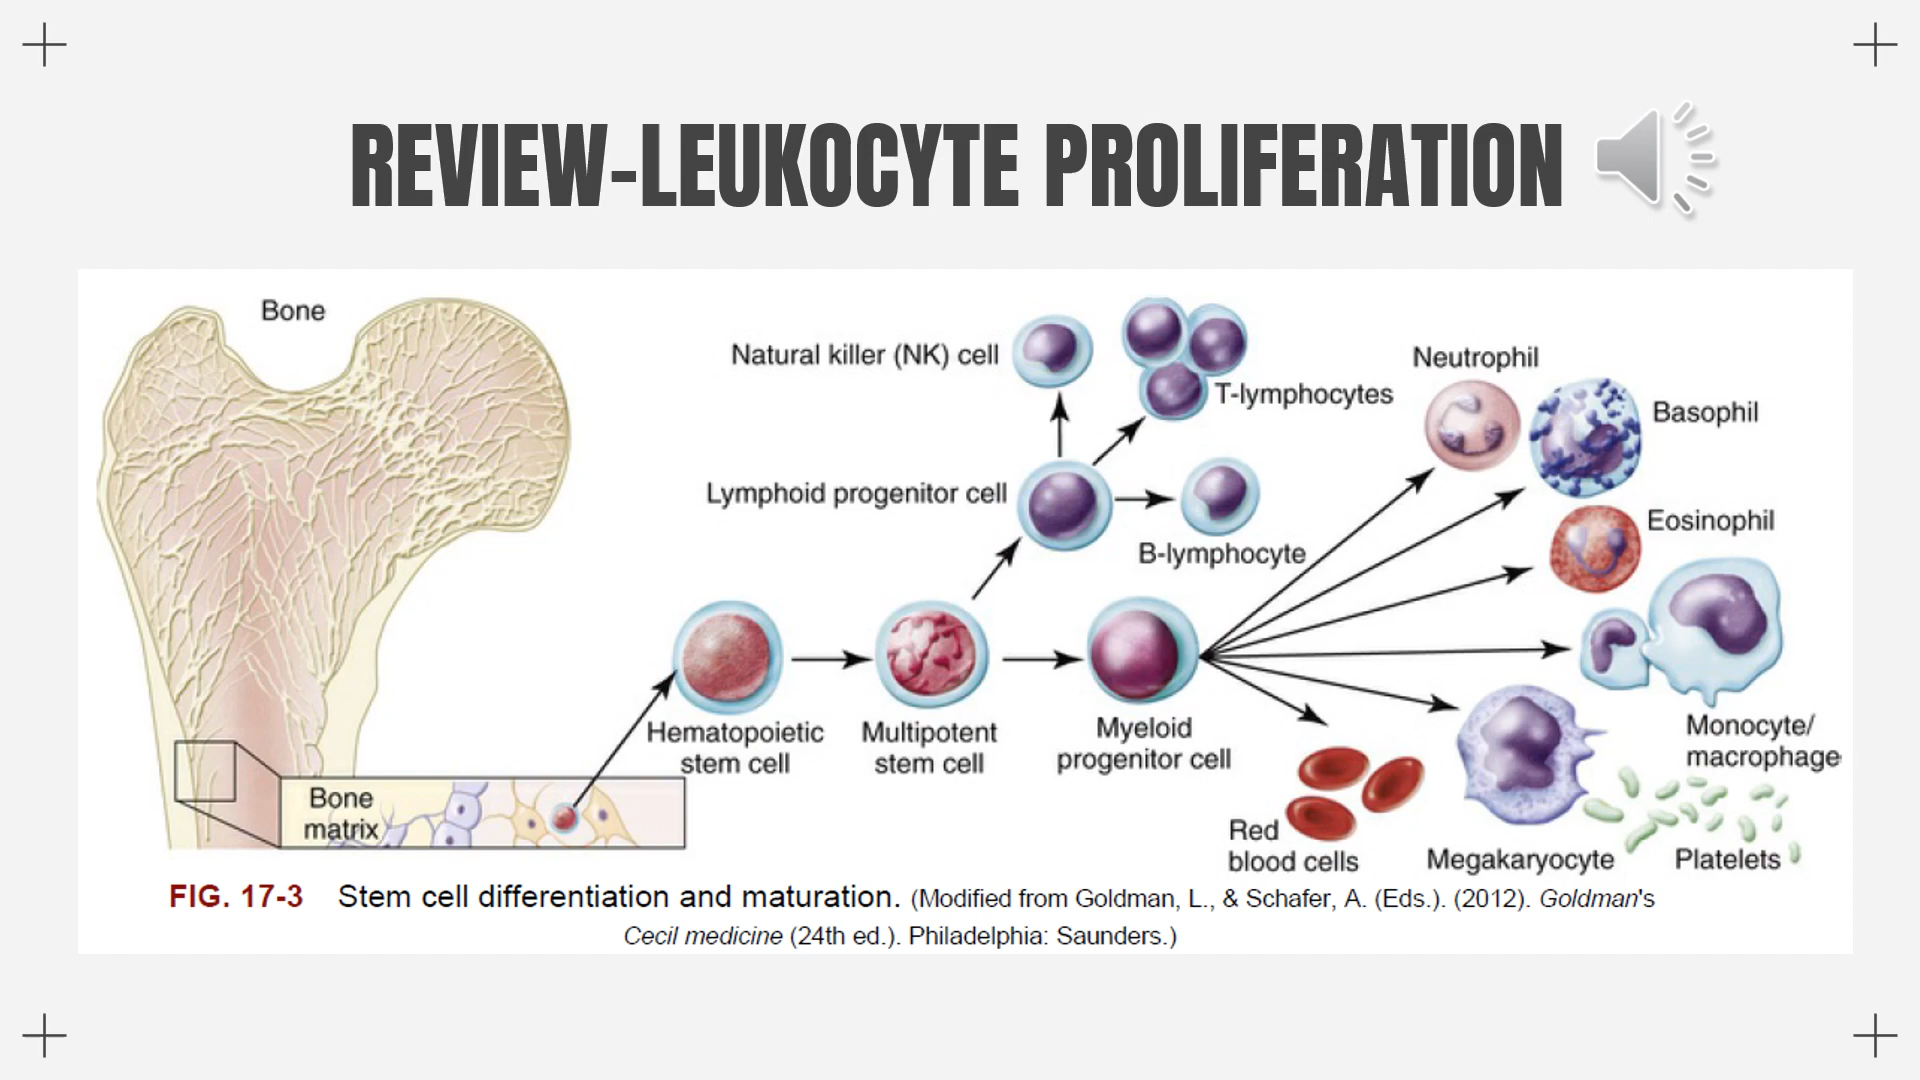 REVIEW-LEUKOCYTE PROLIFERATION
Bone
Natural killer (NK) cell
T-lymphocytes
Neutrophil
Basophil
Lymphoid progenitor cell
B-lymphocyte
Eosinophil
Hematopoietic
stem cell
Multipotent
stem cell
Myeloid
progenitor cell
Monocyte/
macrophage
Bone
matrix
Red
blood cells
Megakaryocyte
Platelets
FIG. 17-3 Stem cell differentiation and maturation. (Modified from Goldman, L., & Schafer, A. (Eds.). (2012). Goldman's
Cecil medicine (24th ed.). Philadelphia: Saunders.)